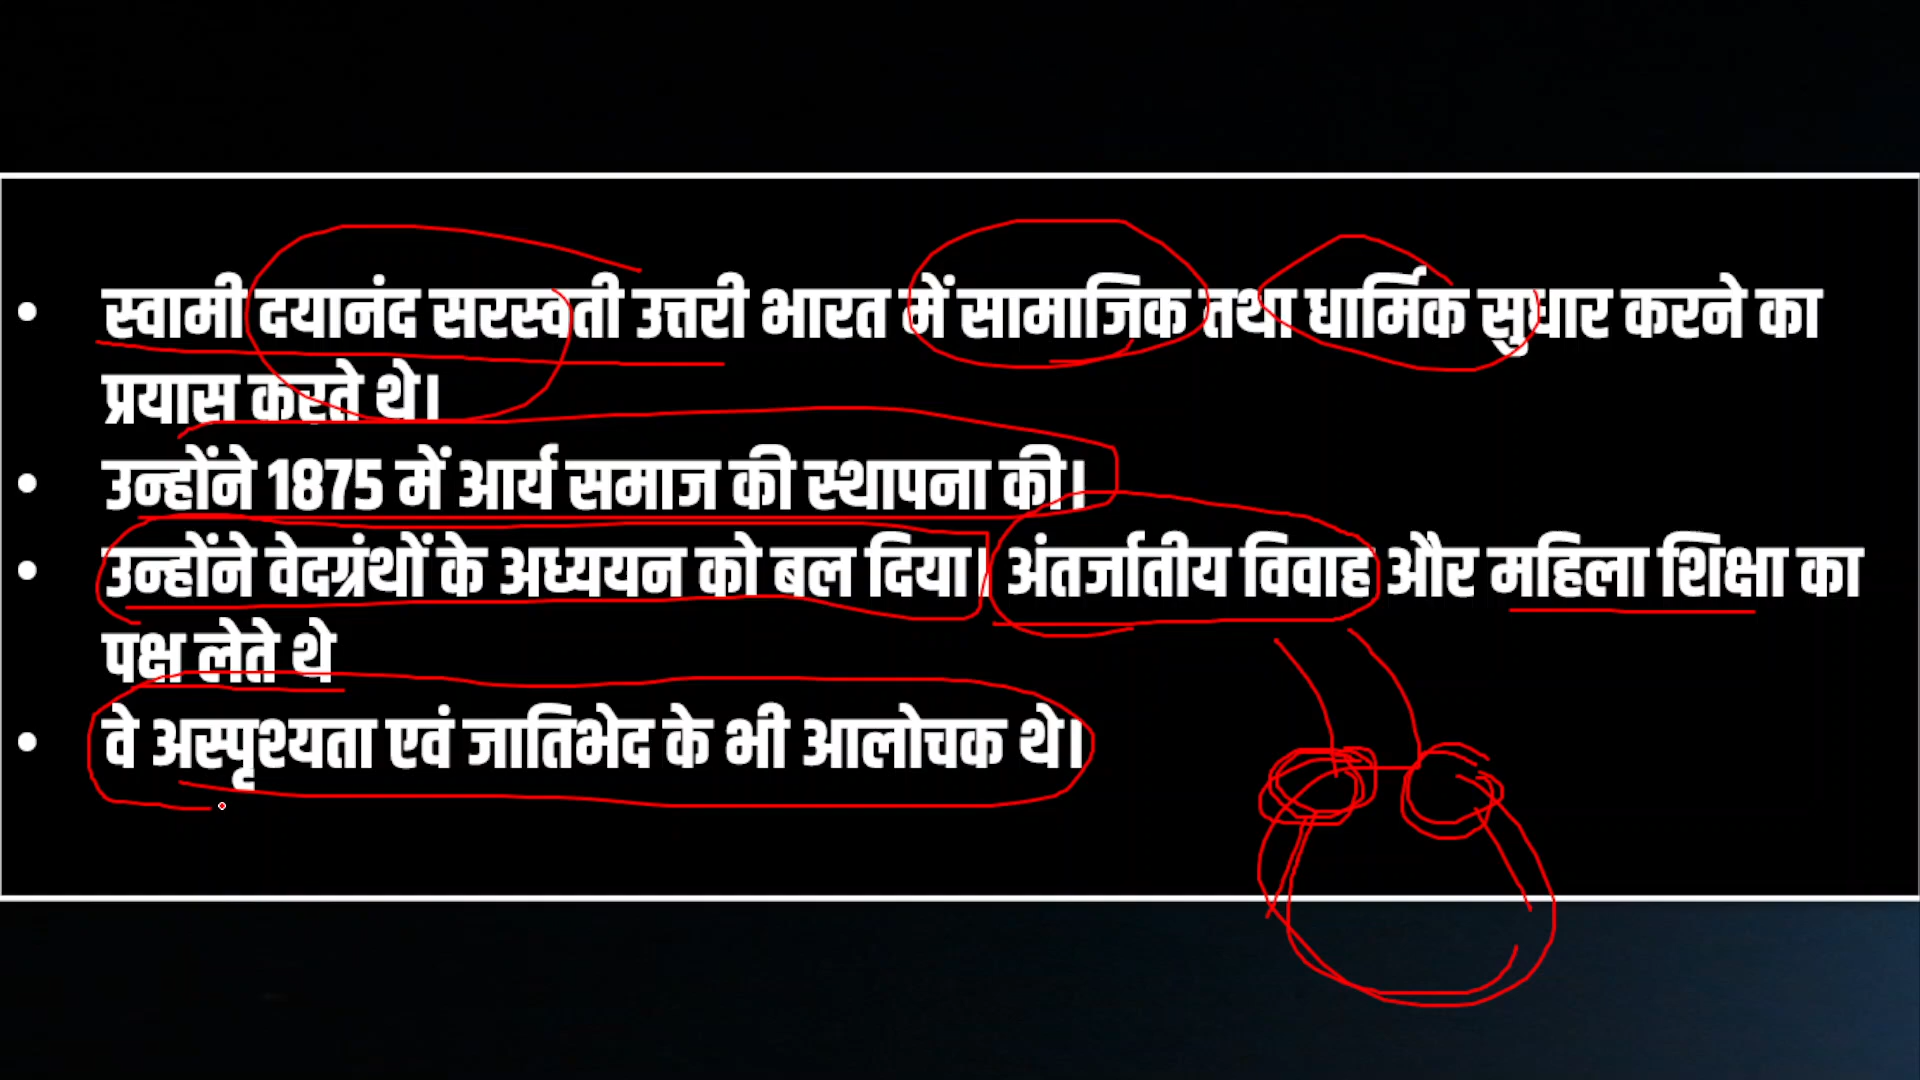 • स्वामी दयानंद सरस्वती उत्तरी भारत में सामाजिक तथा धार्मिक सुधार करने का
प्रयास करते थे।
• उन्होंने 1875 में आर्य समाज की स्थापना की।
• उन्होंने वेदग्रंथों के अध्ययन को बल दिया। अंतर्जातीय विवाह और महिला शिक्षा का
पक्ष लेते थे
• वे अस्पृश्यता एवं जातिभेद के भी आलोचक थे।